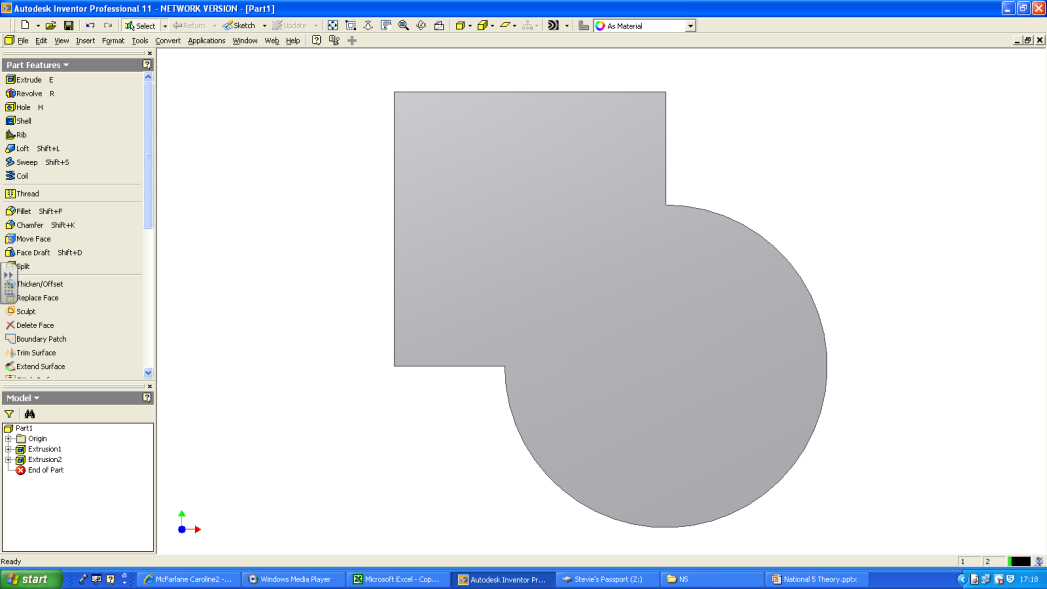 Autodesk Inventor Professional 11 - NETWORK VERSION - [Part1]
Select Return Sketch Update As Material
File Edit View Insert Format Tools Convert Applications Window Web Help
Part Features
Extrude E
Revolve R
Hole H
Shell
Rib
Loft Shift+L
Sweep Shift+S
Coil
Thread
Fillet Shift+F
Chamfer Shift+K
Move Face
Face Draft Shift+D
Split
Thicken/Offset
Replace Face
Sculpt
Delete Face
Boundary Patch
Trim Surface
Extend Surface
Model
Part1
Origin
Extrusion1
Extrusion2
End of Part
Ready 1 2
start McFarlane Caroline2 -... Windows Media Player Microsoft Excel - Cop... Autodesk Inventor Pr... Stevie's Passport (Z:) N5 National 5 Theory.pptx 17:18